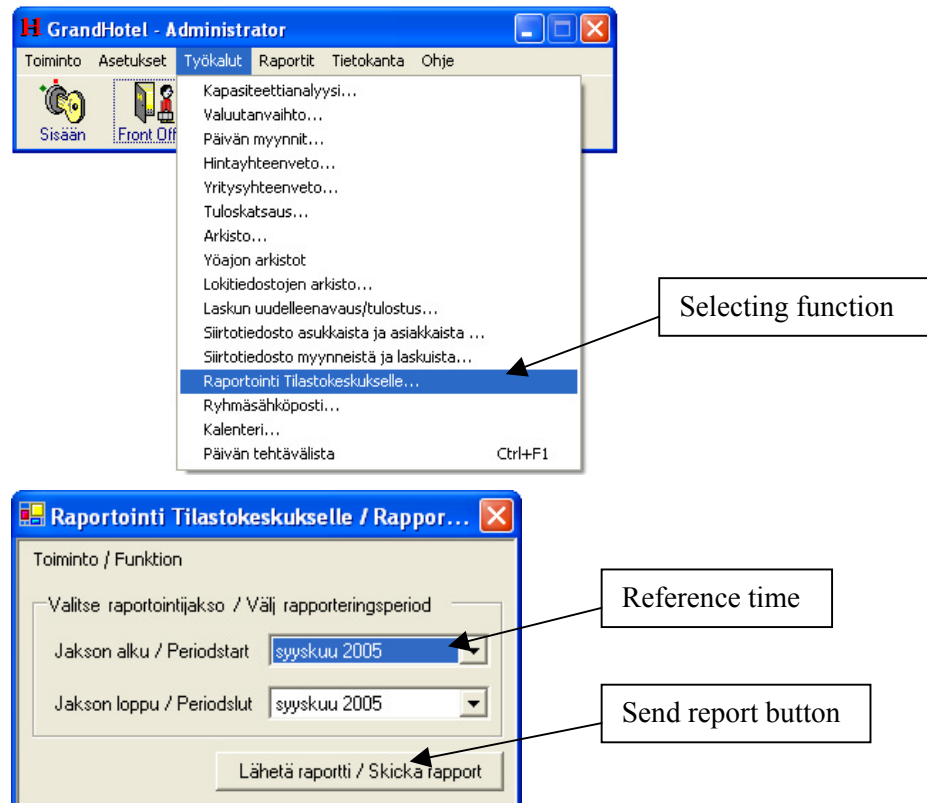 GrandHotel - Administrator
Toiminto Asetukset Työkalut Raportit Tietokanta Ohje
Sisään Front Off
Kapasiteettianalyysi...
Valuutanvaihto...
Päivän myynnit...
Hintayhteenveto...
Yritysyhteenveto...
Tuloskatsaus...
Arkisto...
Yöajon arkistot
Lokitiedostojen arkisto...
Laskun uudelleenavaus/tulostus...
Siirtotiedosto asukkaista ja asiakkaista ...
Siirtotiedosto myynneistä ja laskuista...
Raportointi Tilastokeskukselle...
Ryhmäsähköposti...
Kalenteri...
Päivän tehtävälista Ctrl+F1
Selecting function
Raportointi Tilastokeskukselle / Rappor...
Toiminto / Funktion
Valitse raportointijakso / Välj rapporteringsperiod
Jakson alku / Periodstart syyskuu 2005
Jakson loppu / Periodslut syyskuu 2005
Lähetä raportti / Skicka rapport
Reference time
Send report button